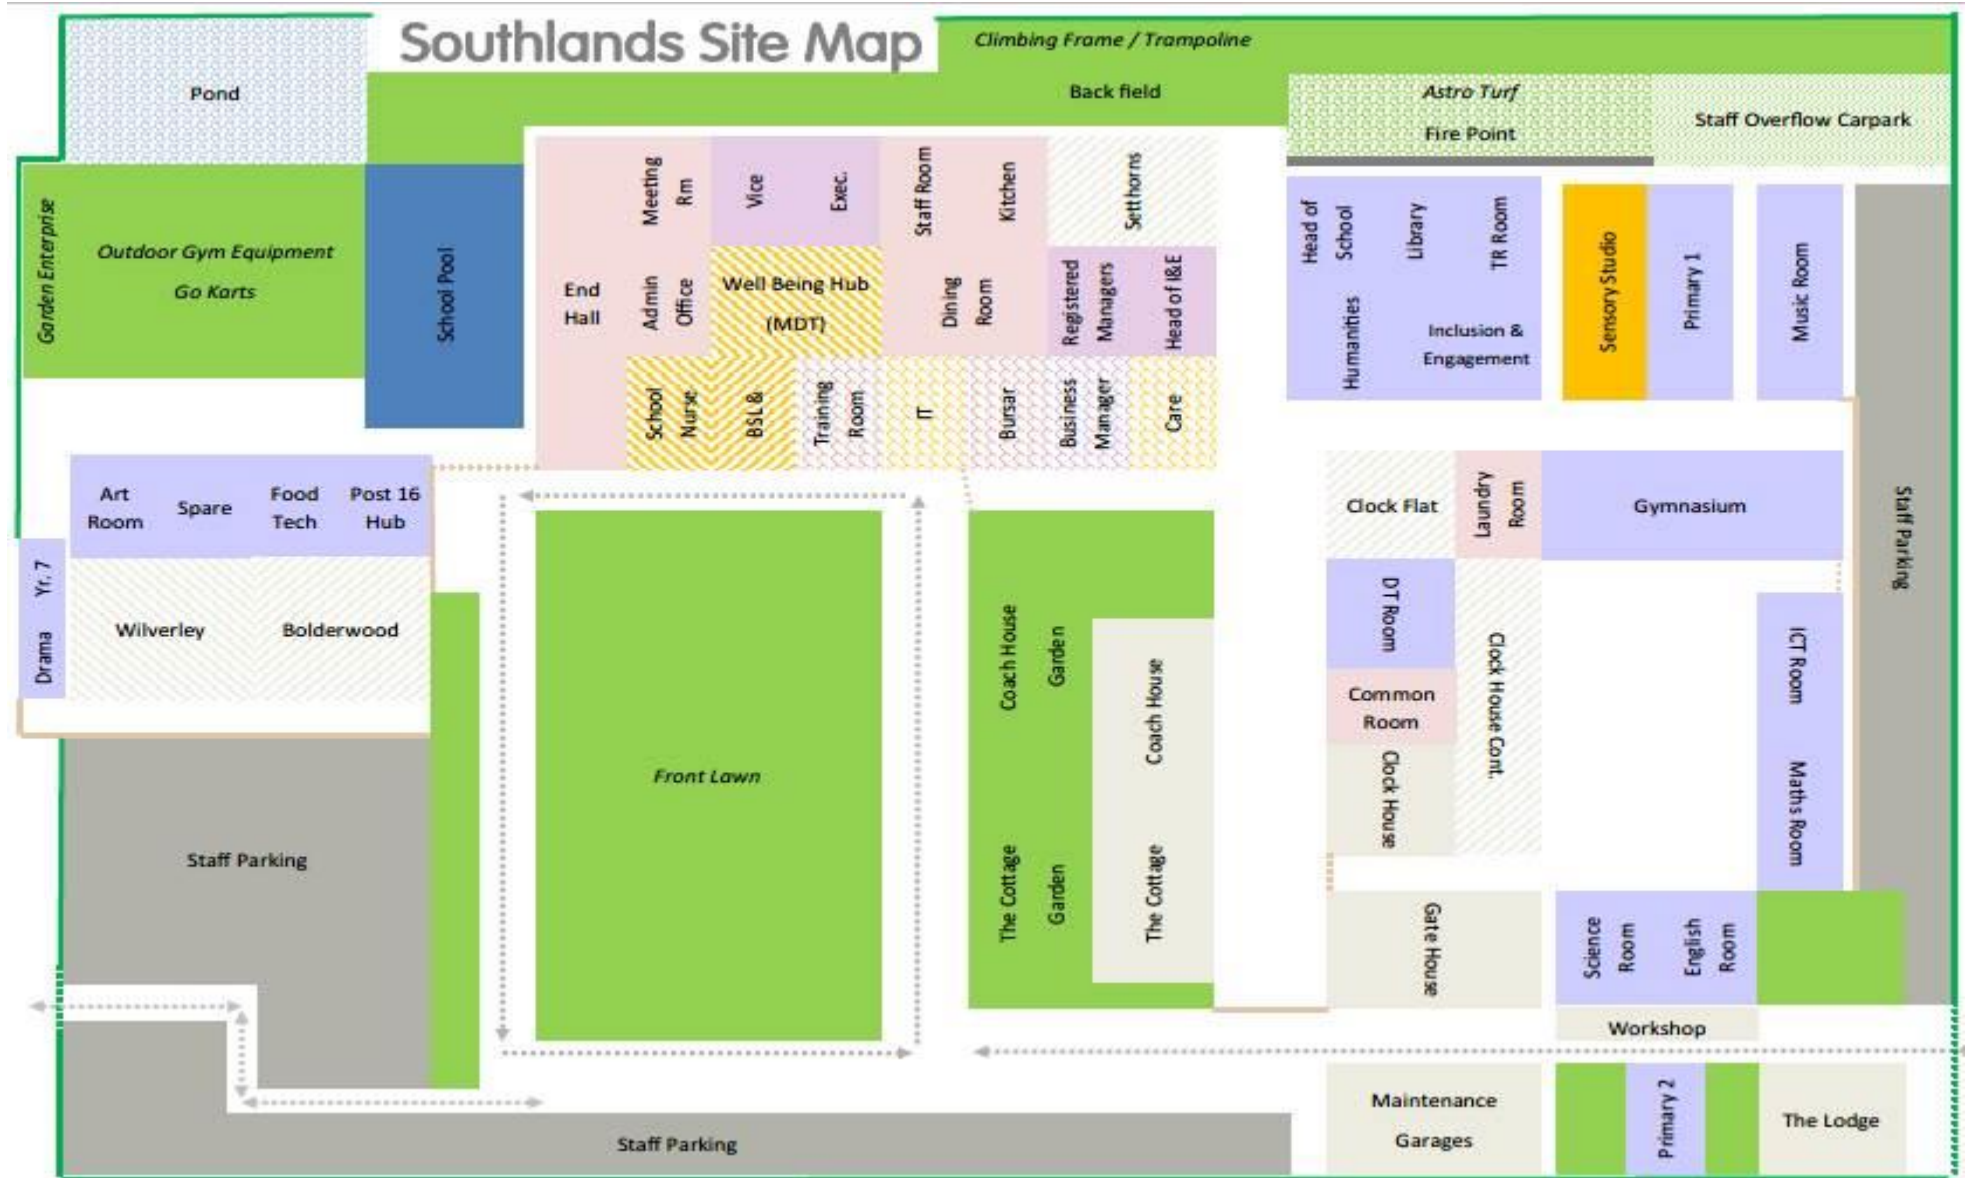 Southlands Site Map
Climbing Frame / Trampoline
Back field
Pond
Astro Turf
Fire Point
Staff Overflow Carpark
Garden Enterprise
Outdoor Gym Equipment
Go Karts
School Pool
End
Hall
Meeting
Rm
Vice
Exec.
Staff Room
Kitchen
Setthorns
Admin
Office
Well Being Hub
(MDT)
Dining
Room
Registered
Managers
Head of I&E
School
Nurse
BSL &
Training
Room
IT
Bursar
Business
Manager
Care
Head of
School
Library
TR Room
Humanities
Inclusion &
Engagement
Sensory Studio
Primary 1
Music Room
Art
Room
Spare
Food
Tech
Post 16
Hub
Drama Yr. 7
Wilverley
Bolderwood
Staff Parking
Front Lawn
Coach House
Garden
Coach House
The Cottage
Garden
The Cottage
Clock Flat
Laundry
Room
Gymnasium
Staff Parking
DT Room
Common
Room
Clock House
Clock House Cont.
ICT Room
Maths Room
Gate House
Science
Room
English
Room
Workshop
Maintenance
Garages
Primary 2
The Lodge
Staff Parking